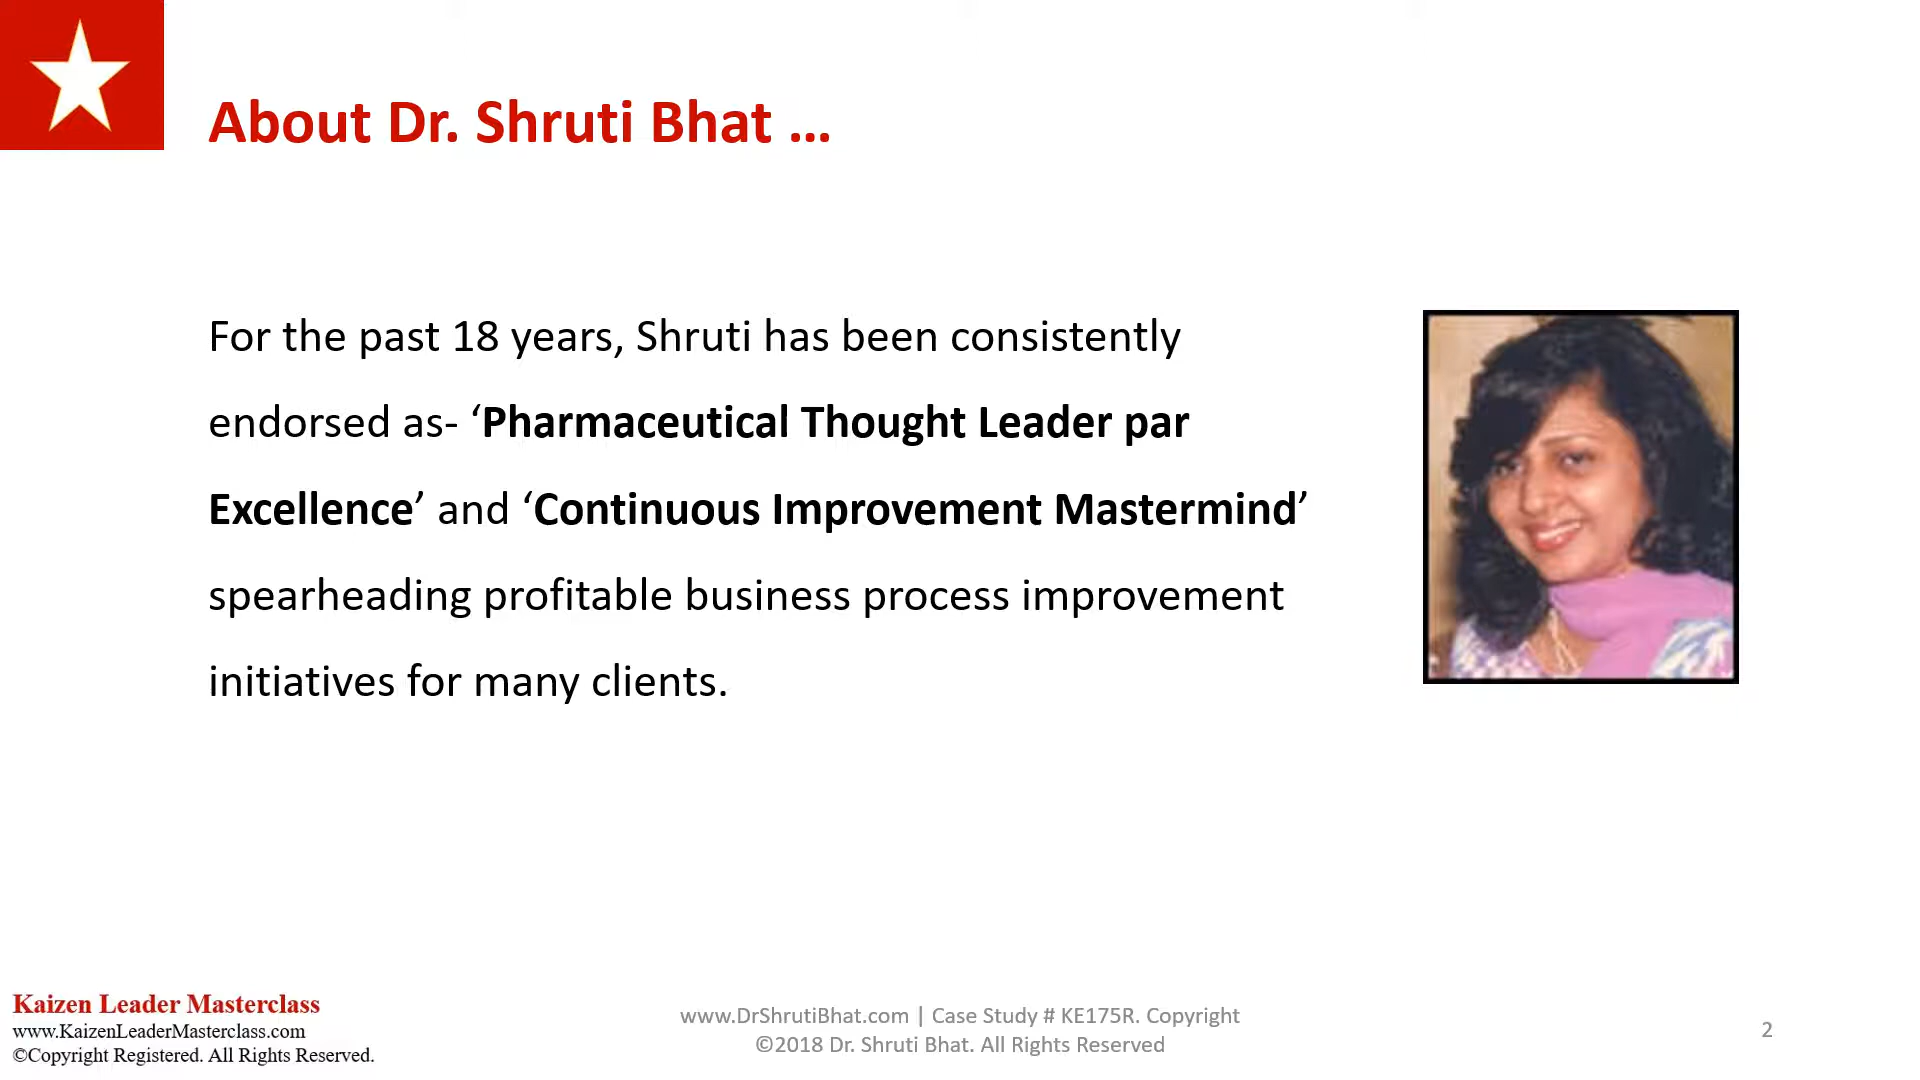 About Dr. Shruti Bhat ...
For the past 18 years, Shruti has been consistently
endorsed as- ‘Pharmaceutical Thought Leader par
Excellence’ and ‘Continuous Improvement Mastermind’
spearheading profitable business process improvement
initiatives for many clients.
Kaizen Leader Masterclass
www.KaizenLeaderMasterclass.com
©Copyright Registered. All Rights Reserved.
www.DrShrutiBhat.com | Case Study # KE175R. Copyright
©2018 Dr. Shruti Bhat. All Rights Reserved
2